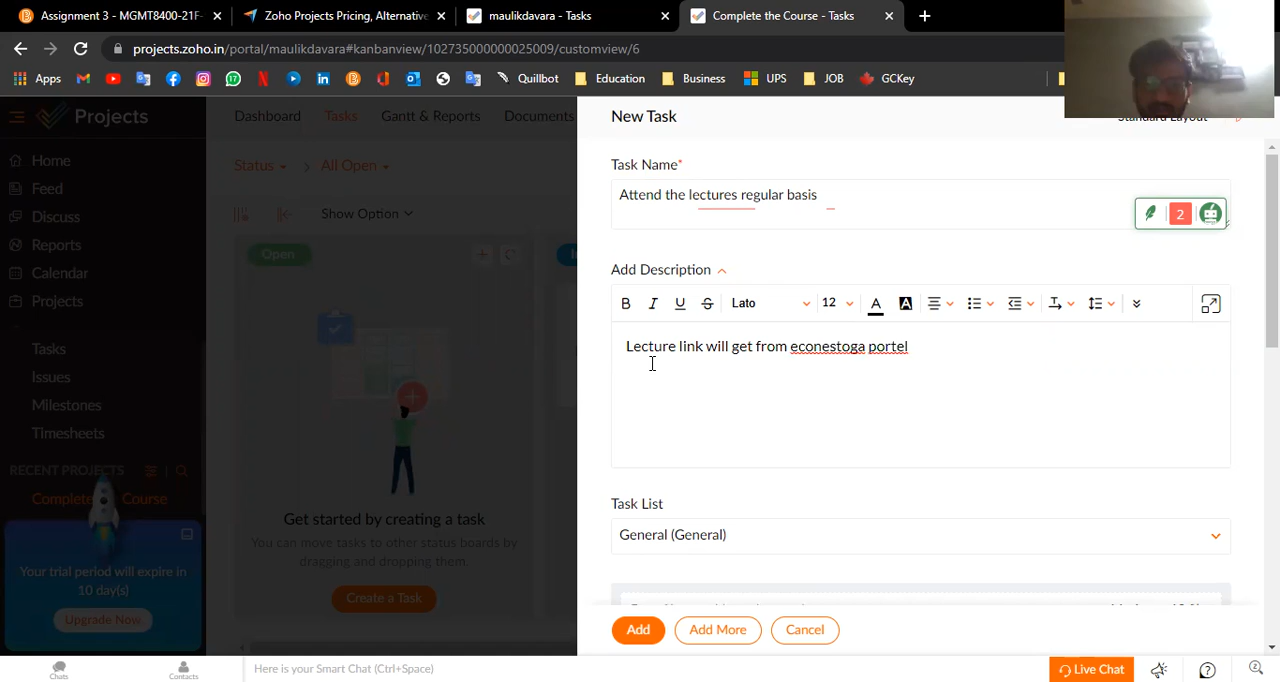 Assignment 3 - MGMT8400-21F-
Zoho Projects Pricing, Alternative
maulikdavara - Tasks
Complete the Course - Tasks
projects.zoho.in/portal/maulikdavara#kanbanview/102735000000025009/customview/6
Apps
Quillbot
Education
Business
UPS
JOB
GCKey
Projects
Dashboard
Tasks
Gantt & Reports
Documents
New Task
Home
Feed
Discuss
Reports
Calendar
Projects
Tasks
Issues
Milestones
Timesheets
RECENT PROJECTS
Complete Course
Your trial period will expire in
10 day(s)
Upgrade Now
Status
All Open
Show Option
Open
Get started by creating a task
You can move tasks to other status boards by
dragging and dropping them.
Create a Task
Task Name*
Attend the lectures regular basis
2
Add Description
Lato
12
Lecture link will get from econestoga portel
Task List
General (General)
Add
Add More
Cancel
Chats
Contacts
Here is your Smart Chat (Ctrl+Space)
Live Chat